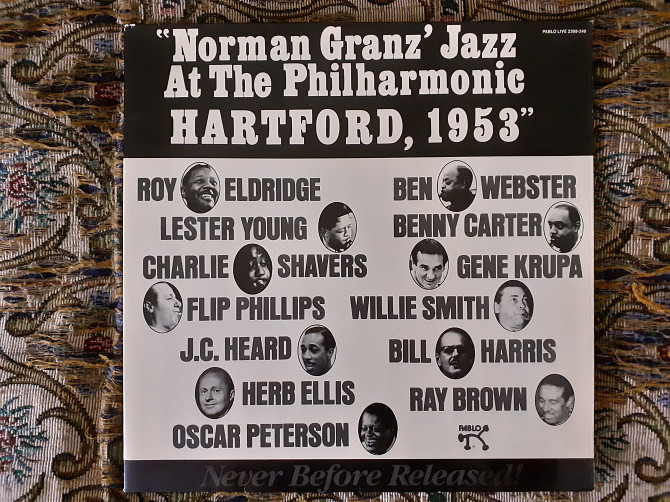 PABLO LIVE 2308-240
"Norman Granz' Jazz
At The Philharmonic
HARTFORD, 1953"
ROY ELDRIDGE
BEN WEBSTER
LESTER YOUNG
BENNY CARTER
CHARLIE SHAVERS
GENE KRUPA
FLIP PHILLIPS
WILLIE SMITH
J.C. HEARD
BILL HARRIS
HERB ELLIS
RAY BROWN
OSCAR PETERSON
PABLO
Never Before Released!